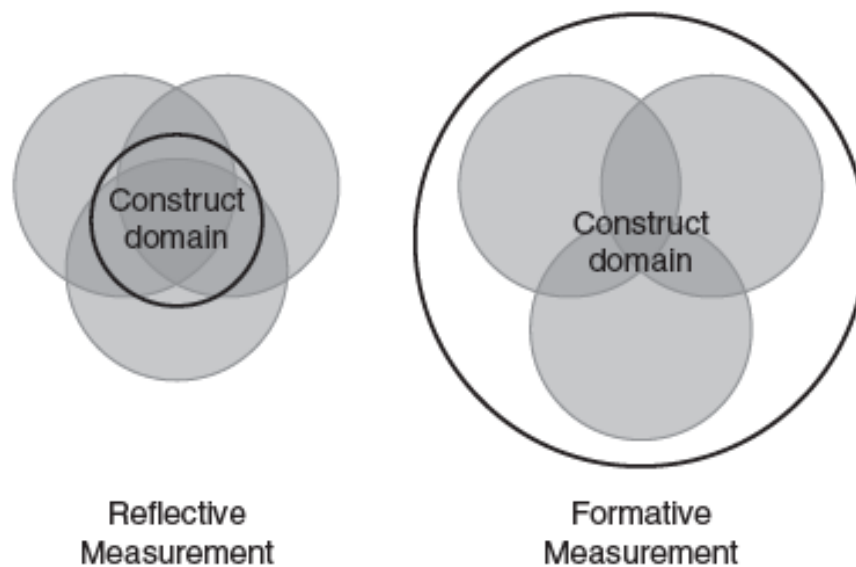 Construct
domain
Construct
domain
Reflective
Measurement
Formative
Measurement